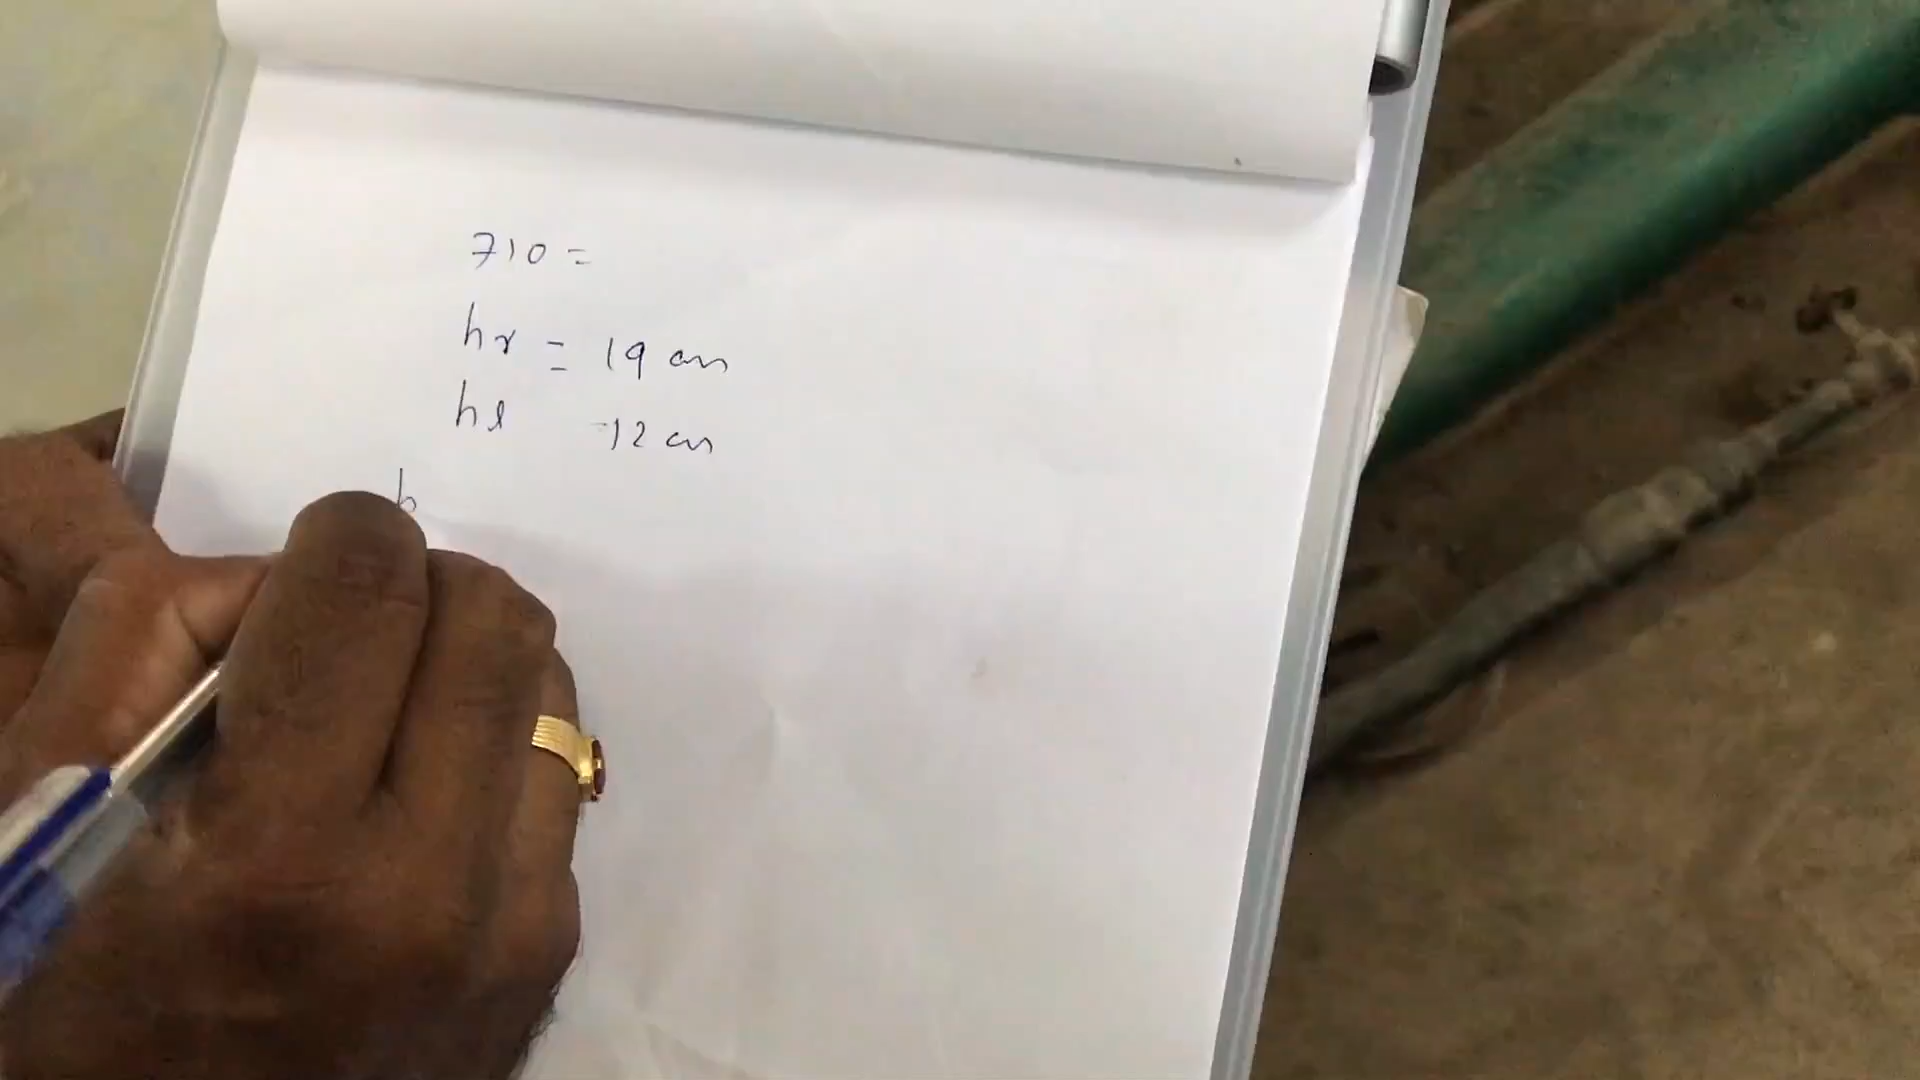 710 =
hr = 19 cm
hl -12 cm
h